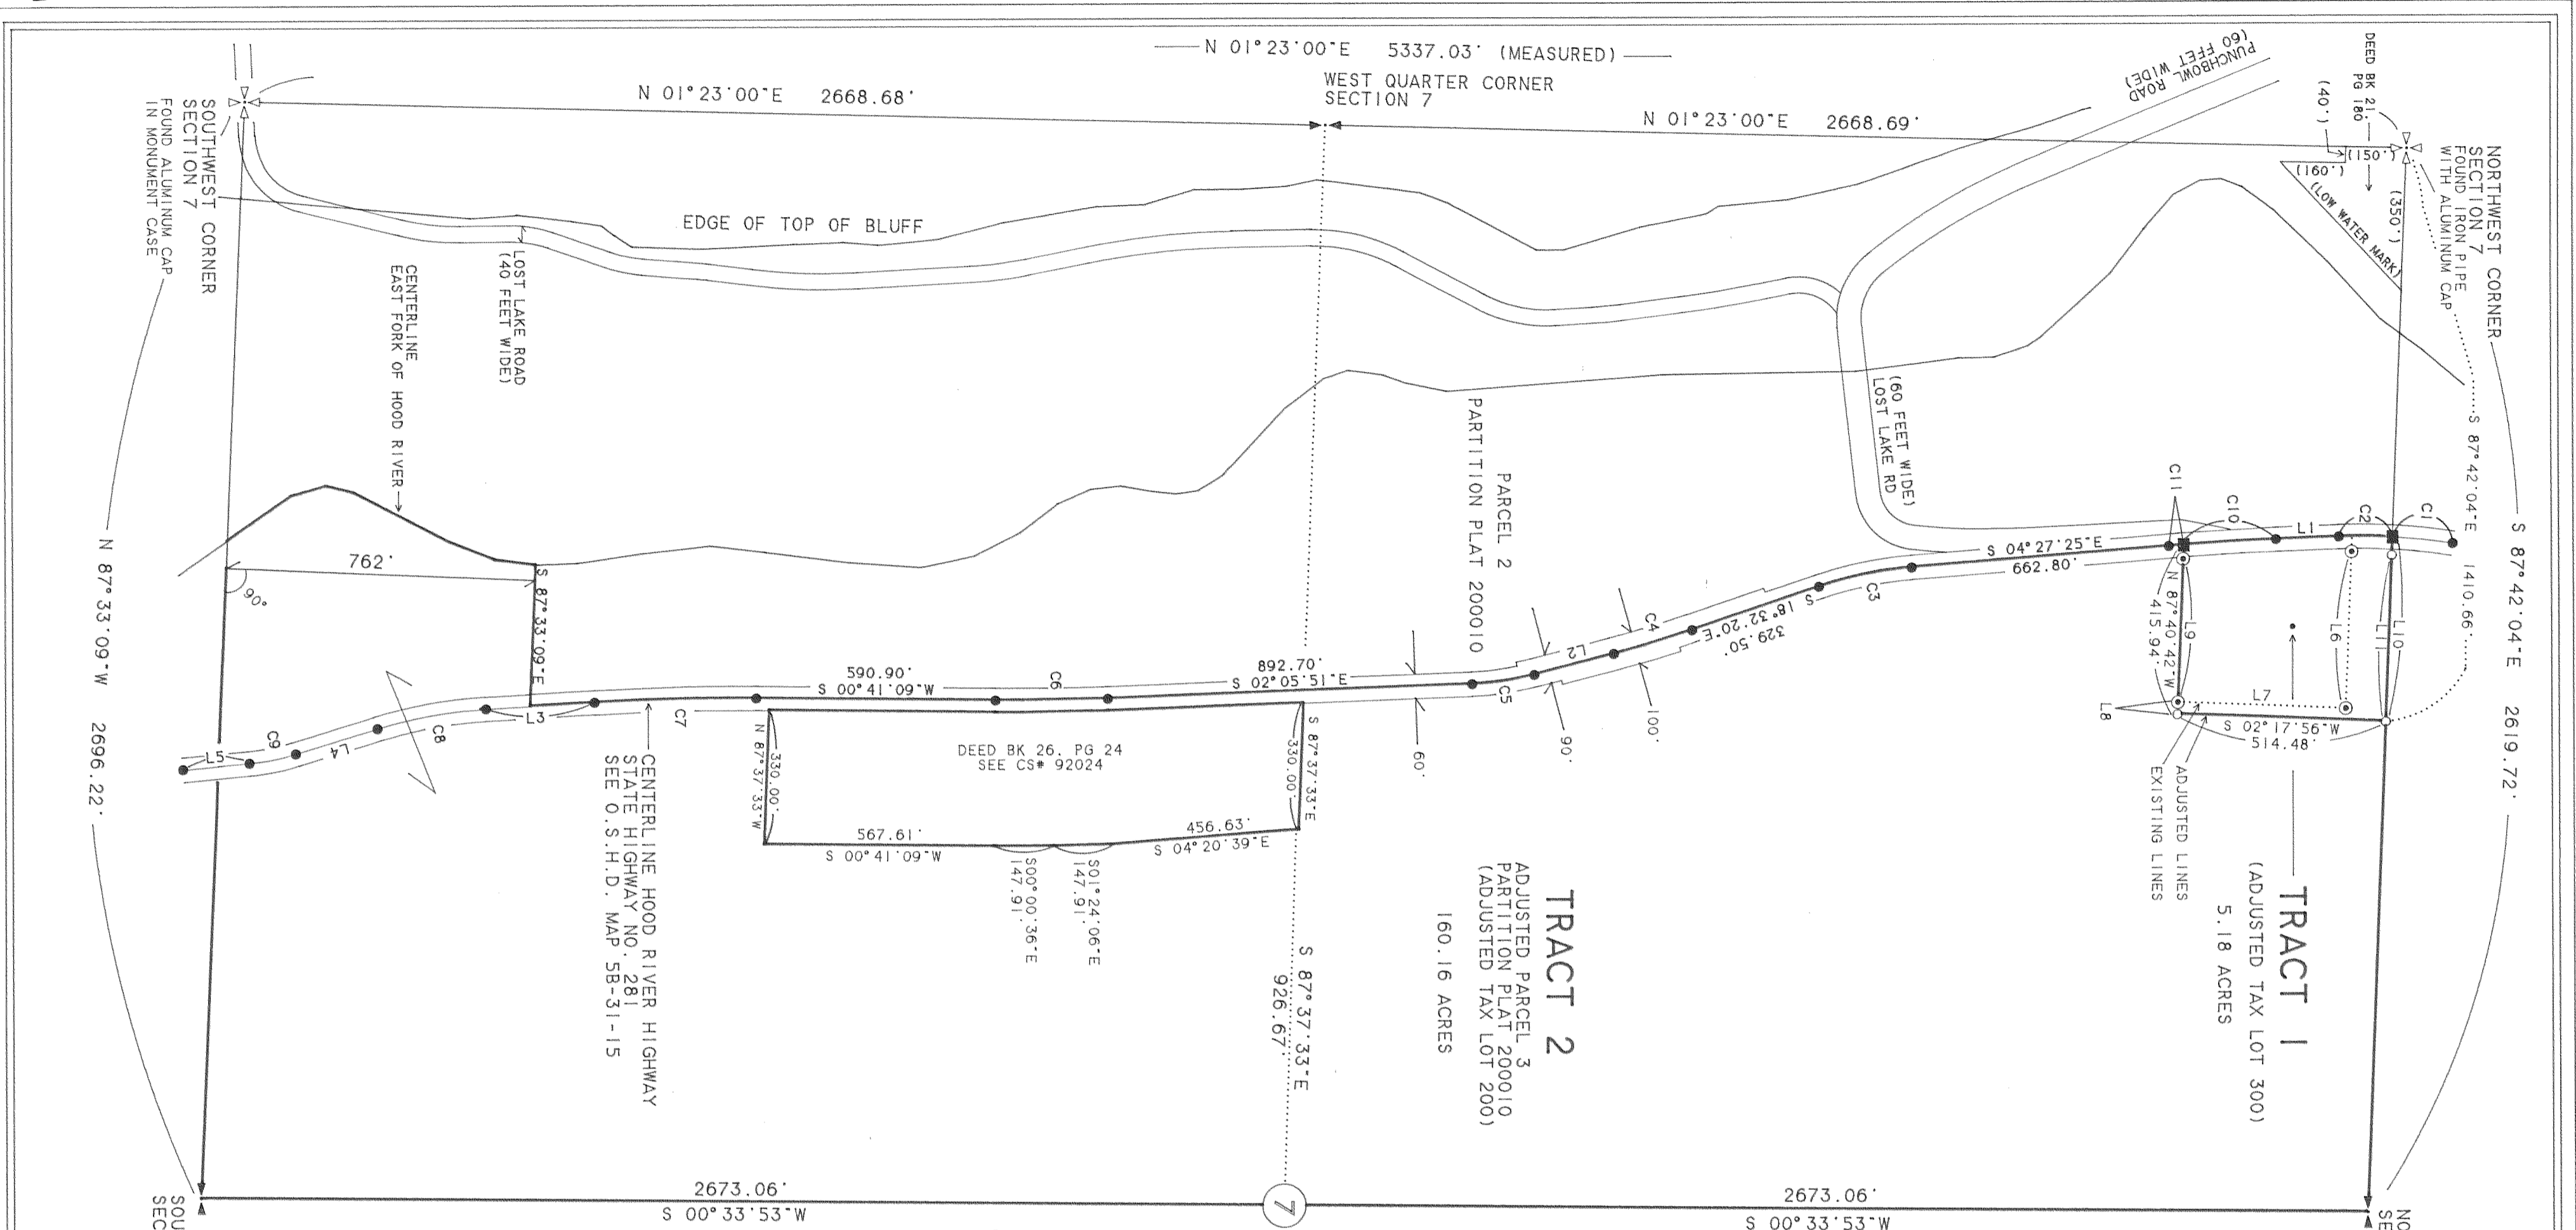 N 01°23'00"E 5337.03' (MEASURED)
WEST QUARTER CORNER
SECTION 7
N 01°23'00"E 2668.68'
N 01°23'00"E 2668.69'
PUNCHBOWL
ROAD
(60 FFET WIDE)
DEED BK 21,
PG 180
(40')
(150')
(160')
(350')
(LOW WATER MARK)
NORTHWEST CORNER
SECTION 7
FOUND IRON PIPE
WITH ALUMINUM CAP
S 87°42'04"E
1410.66'
S 87°42'04"E 2619.72'
SOUTHWEST CORNER
SECTION 7
FOUND ALUMINUM CAP
IN MONUMENT CASE
EDGE OF TOP OF BLUFF
LOST LAKE ROAD
(40 FEET WIDE)
CENTERLINE
EAST FORK OF HOOD RIVER
(60 FEET WIDE)
LOST LAKE RD
PARCEL 2
PARTITION PLAT 200010
C11
C10
L1
C2
C1
S 04°27'25"E
662.80'
N 87°40'42"W
415.94'
L9
L6
L11
L10
L7
L8
S 02°17'56"W
514.48'
ADJUSTED LINES
EXISTING LINES
TRACT 1
(ADJUSTED TAX LOT 300)
5.18 ACRES
C3
S 18°32'20"E
329.50'
C4
L2
C5
100'
90'
60'
892.70'
S 02°05'15"E
C6
590.90'
S 00°41'09"W
C7
762'
90°
S 87°33'09"E
L3
C8
L4
C9
L5
N 87°33'09"W 2696.22'
DEED BK 26, PG 24
SEE CS# 92024
330.00'
N 87°37'33"W
S 87°37'33"E
330.00'
567.61'
S 00°41'09"W
456.63'
S 04°20'39"E
S01°24'06"E
147.91'
S00°00'36"E
147.91'
CENTERLINE HOOD RIVER HIGHWAY
STATE HIGHWAY NO. 281
SEE O.S.H.D. MAP 5B-31-15
TRACT 2
ADJUSTED PARCEL 3
PARTITION PLAT 200010
(ADJUSTED TAX LOT 200)
160.16 ACRES
S 87°37'33"E
926.67'
2673.06'
S 00°33'53"W
7
2673.06'
S 00°33'53"W
SOU
SEC
NO
SE